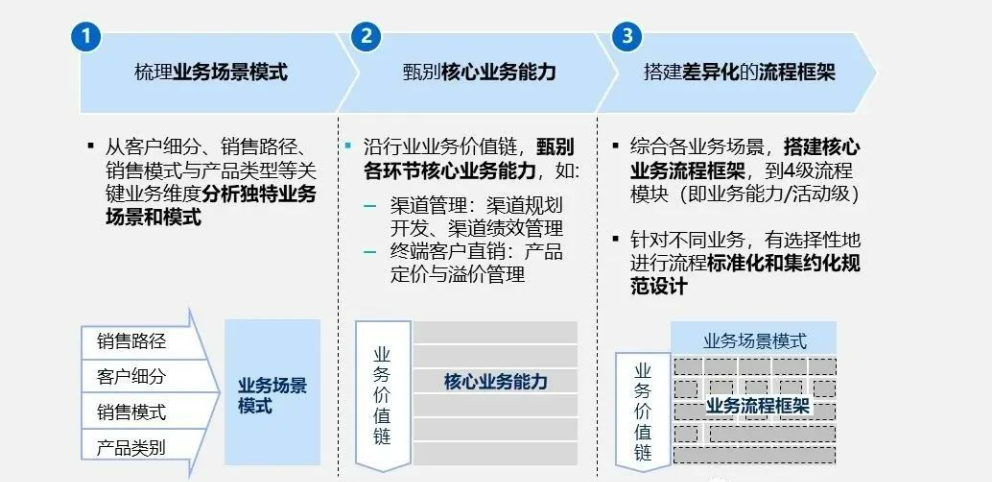 1
梳理业务场景模式
▪ 从客户细分、销售路径、
销售模式与产品类型等关
键业务维度分析独特业务
场景和模式
销售路径
客户细分
销售模式
产品类别
业务场景
模式
2
甄别核心业务能力
▪ 沿行业业务价值链，甄别
各环节核心业务能力，如:
— 渠道管理：渠道规划
开发、渠道绩效管理
— 终端客户直销：产品
定价与溢价管理
业务价值链
核心业务能力
3
搭建差异化的流程框架
▪ 综合各业务场景，搭建核心
业务流程框架，到4级流程
模块（即业务能力/活动级）
▪ 针对不同业务，有选择性地
进行流程标准化和集约化规
范设计
业务场景模式
业务价值链
业务流程框架